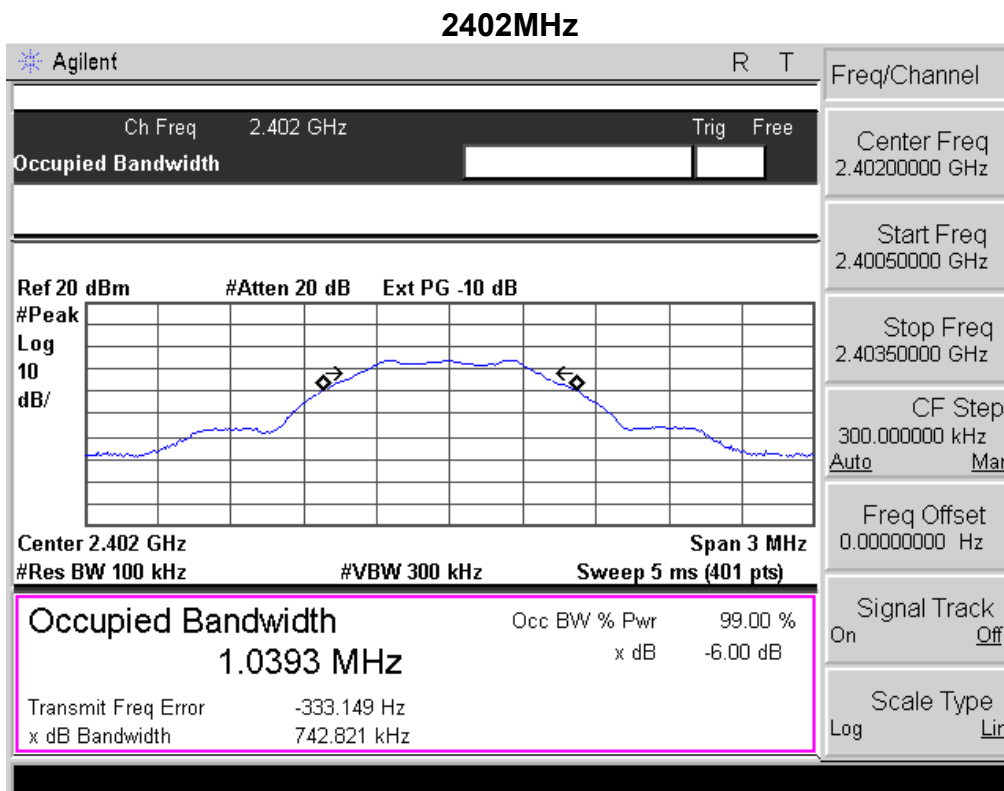 2402MHz
Agilent R T
Ch Freq 2.402 GHz Trig Free
Occupied Bandwidth
Ref 20 dBm #Atten 20 dB Ext PG -10 dB
#Peak
Log
10
dB/
Center 2.402 GHz Span 3 MHz
#Res BW 100 kHz #VBW 300 kHz Sweep 5 ms (401 pts)
Occupied Bandwidth
1.0393 MHz
Occ BW % Pwr 99.00 %
x dB -6.00 dB
Transmit Freq Error -333.149 Hz
x dB Bandwidth 742.821 kHz
Freq/Channel
Center Freq
2.40200000 GHz
Start Freq
2.40050000 GHz
Stop Freq
2.40350000 GHz
CF Step
300.000000 kHz
Auto Man
Freq Offset
0.00000000 Hz
Signal Track
On Off
Scale Type
Log Lin